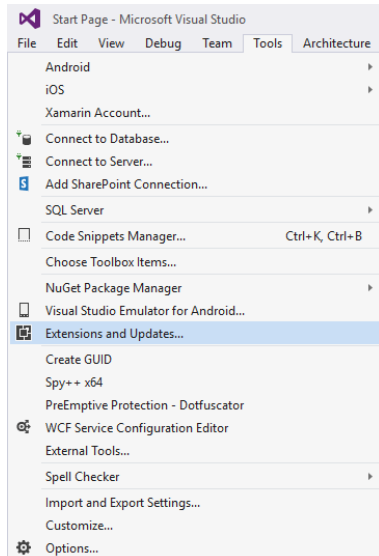 Start Page - Microsoft Visual Studio
File Edit View Debug Team Tools Architecture
Android
iOS
Xamarin Account...
Connect to Database...
Connect to Server...
Add SharePoint Connection...
SQL Server
Code Snippets Manager... Ctrl+K, Ctrl+B
Choose Toolbox Items...
NuGet Package Manager
Visual Studio Emulator for Android...
Extensions and Updates...
Create GUID
Spy++ x64
PreEmptive Protection - Dotfuscator
WCF Service Configuration Editor
External Tools...
Spell Checker
Import and Export Settings...
Customize...
Options...